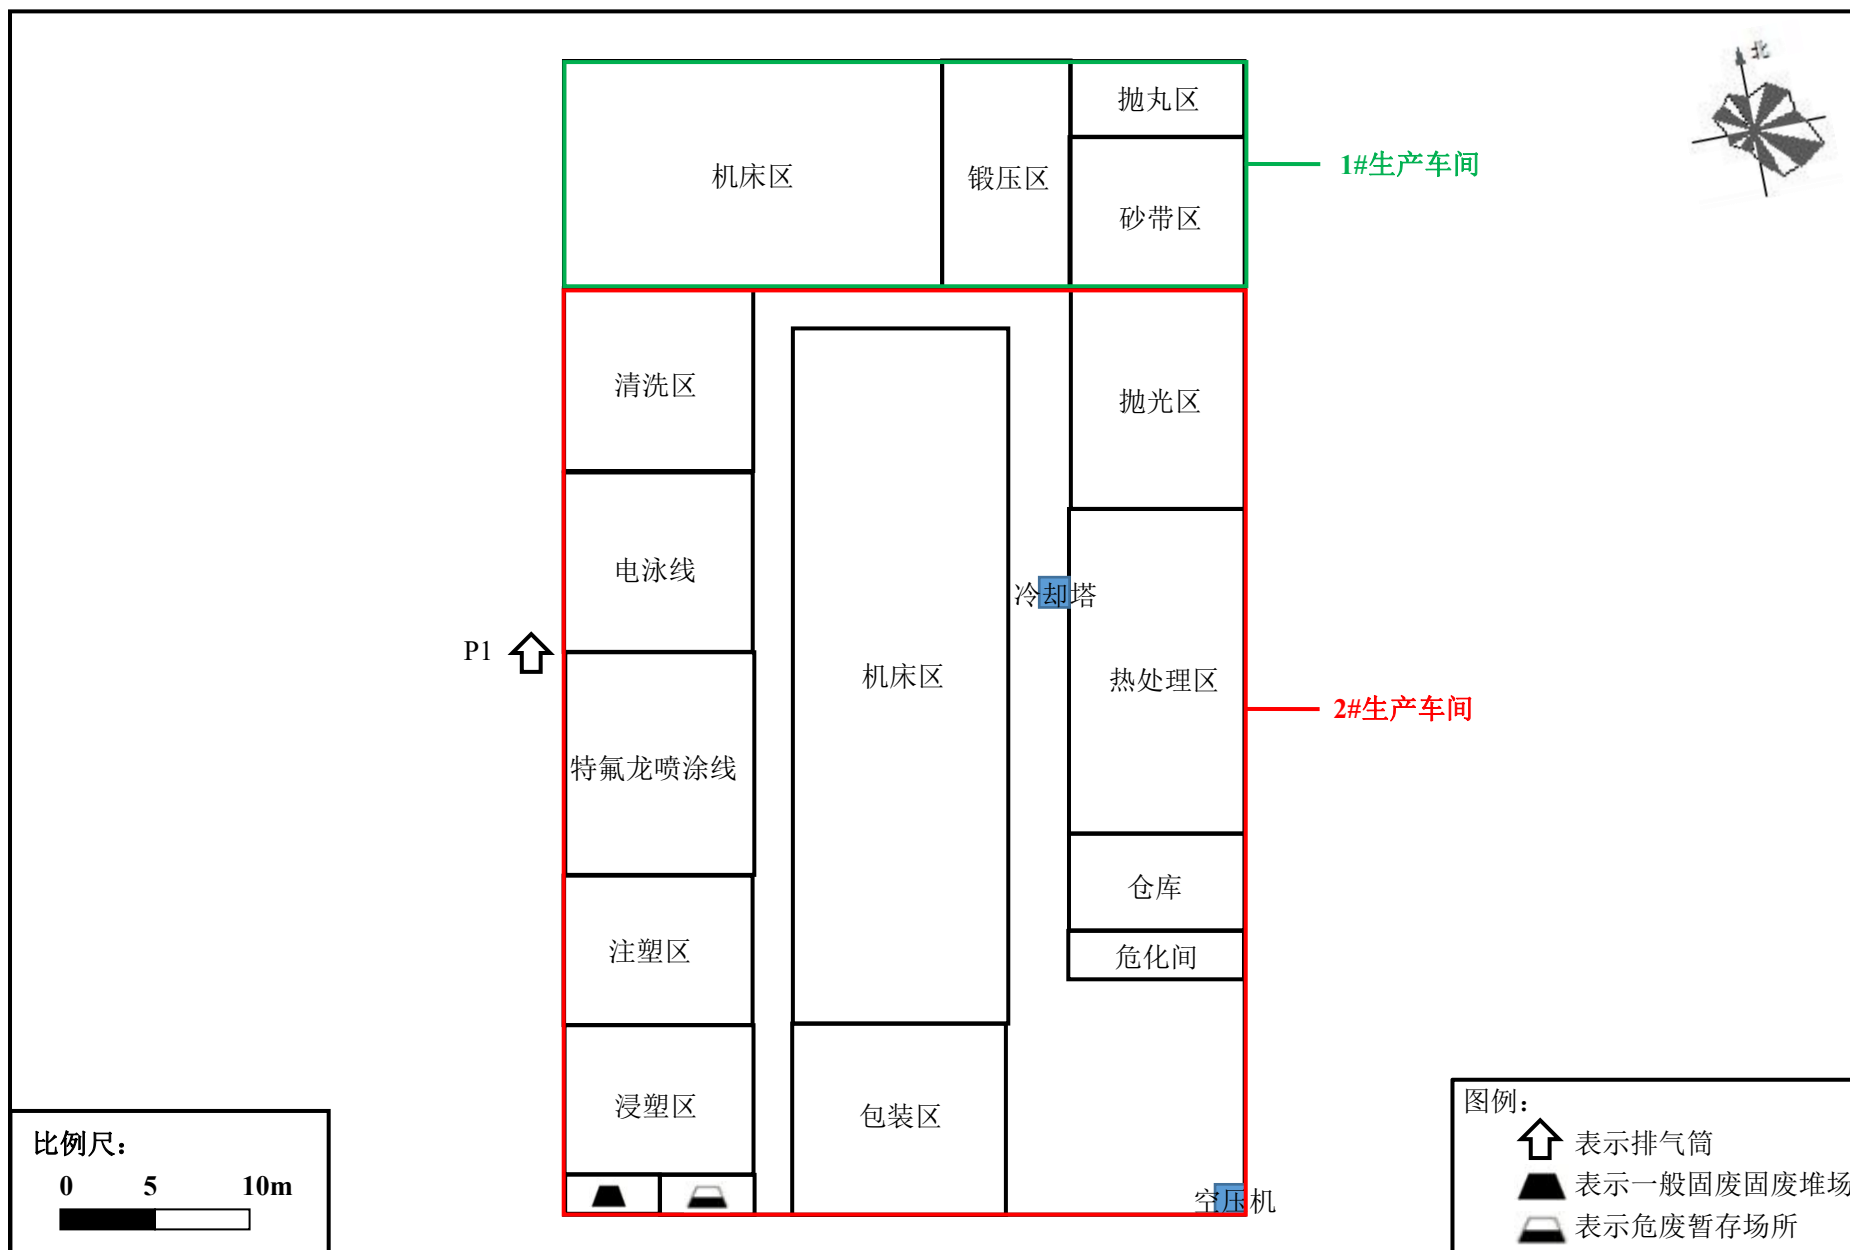 北
抛丸区
机床区
锻压区
1#生产车间
砂带区
清洗区
抛光区
电泳线
冷却塔
P1
机床区
热处理区
2#生产车间
特氟龙喷涂线
仓库
注塑区
危化间
浸塑区
包装区
空压机
比例尺：
0 5 10m
图例：
表示排气筒
表示一般固废固废堆场
表示危废暂存场所